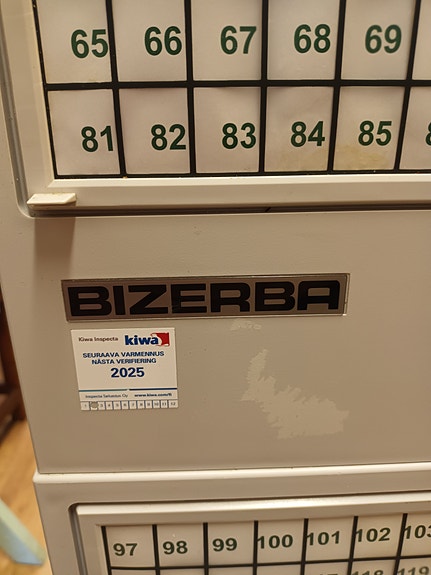 65 66 67 68 69
81 82 83 84 85
BIZERBA
Kiwa Inspecta kiwa
SEURAAVA VARMENNUS
NÄSTA VERIFIERING
2025
Inspecta Tarkastus Oy www.kiwa.com/fi
97 98 99 100 101 102 103